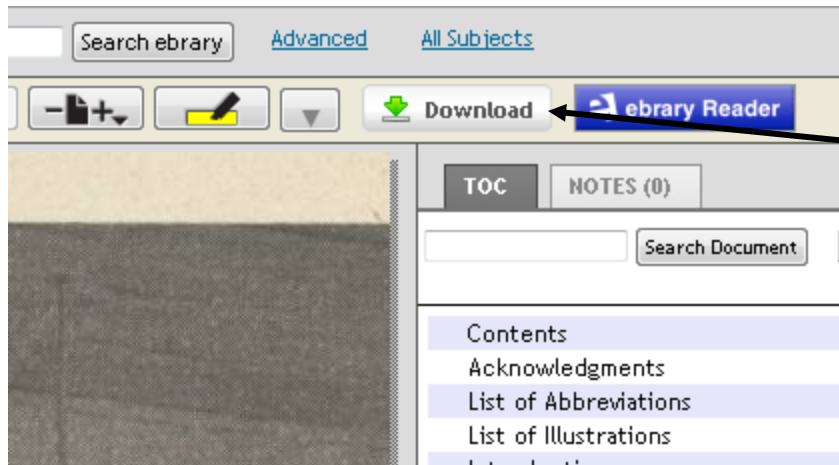 Search ebrary Advanced All Subjects
Download ebrary Reader
TOC NOTES (0)
Search Document
Contents
Acknowledgments
List of Abbreviations
List of Illustrations